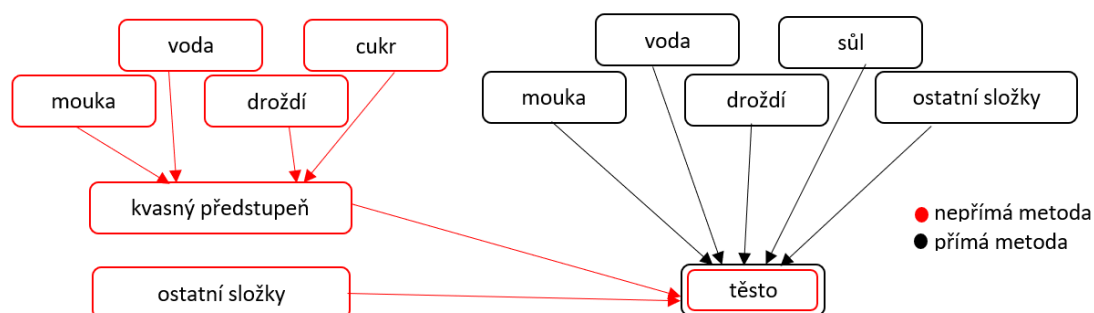 voda
cukr
mouka
droždí
kvasný předstupeň
ostatní složky
voda
sůl
mouka
droždí
ostatní složky
nepřímá metoda
přímá metoda
těsto